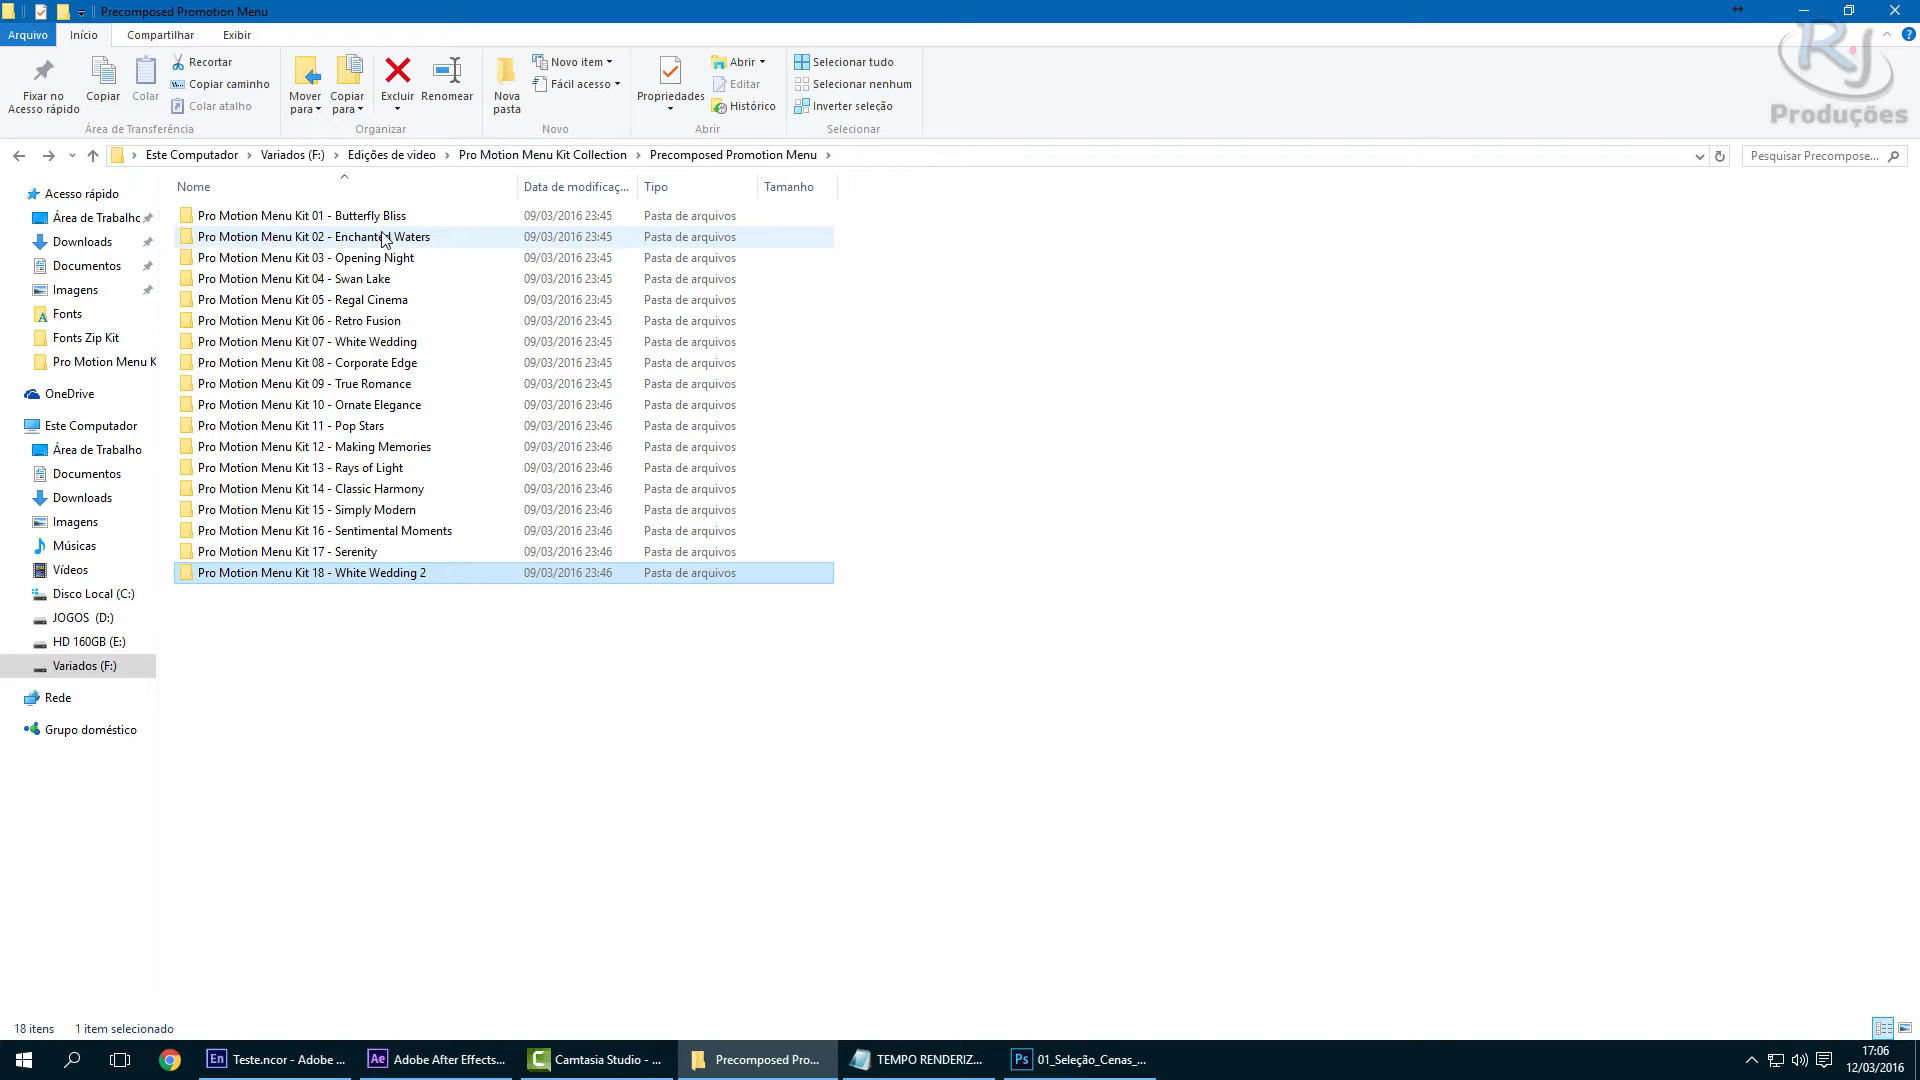 Precomposed Promotion Menu
Arquivo Início Compartilhar Exibir
Fixar no Acesso rápido
Copiar
Colar
Recortar
Copiar caminho
Copiar atalho
Área de Transferência
Mover para
Copiar para
Excluir
Renomear
Organizar
Nova pasta
Novo item
Fácil acesso
Novo
Propriedades
Abrir
Editar
Histórico
Abrir
Selecionar tudo
Selecionar nenhum
Inverter seleção
Selecionar
RJ
Produções
Este Computador Variados (F:) Edições de video Pro Motion Menu Kit Collection Precomposed Promotion Menu
Pesquisar Precompose...
Acesso rápido
Área de Trabalhc
Downloads
Documentos
Imagens
Fonts
Fonts Zip Kit
Pro Motion Menu K
OneDrive
Este Computador
Área de Trabalho
Documentos
Downloads
Imagens
Músicas
Vídeos
Disco Local (C:)
JOGOS (D:)
HD 160GB (E:)
Variados (F:)
Rede
Grupo doméstico
Nome Data de modificaç... Tipo Tamanho
Pro Motion Menu Kit 01 - Butterfly Bliss 09/03/2016 23:45 Pasta de arquivos
Pro Motion Menu Kit 02 - Enchanted Waters 09/03/2016 23:45 Pasta de arquivos
Pro Motion Menu Kit 03 - Opening Night 09/03/2016 23:45 Pasta de arquivos
Pro Motion Menu Kit 04 - Swan Lake 09/03/2016 23:45 Pasta de arquivos
Pro Motion Menu Kit 05 - Regal Cinema 09/03/2016 23:45 Pasta de arquivos
Pro Motion Menu Kit 06 - Retro Fusion 09/03/2016 23:45 Pasta de arquivos
Pro Motion Menu Kit 07 - White Wedding 09/03/2016 23:45 Pasta de arquivos
Pro Motion Menu Kit 08 - Corporate Edge 09/03/2016 23:45 Pasta de arquivos
Pro Motion Menu Kit 09 - True Romance 09/03/2016 23:45 Pasta de arquivos
Pro Motion Menu Kit 10 - Ornate Elegance 09/03/2016 23:46 Pasta de arquivos
Pro Motion Menu Kit 11 - Pop Stars 09/03/2016 23:46 Pasta de arquivos
Pro Motion Menu Kit 12 - Making Memories 09/03/2016 23:46 Pasta de arquivos
Pro Motion Menu Kit 13 - Rays of Light 09/03/2016 23:46 Pasta de arquivos
Pro Motion Menu Kit 14 - Classic Harmony 09/03/2016 23:46 Pasta de arquivos
Pro Motion Menu Kit 15 - Simply Modern 09/03/2016 23:46 Pasta de arquivos
Pro Motion Menu Kit 16 - Sentimental Moments 09/03/2016 23:46 Pasta de arquivos
Pro Motion Menu Kit 17 - Serenity 09/03/2016 23:46 Pasta de arquivos
Pro Motion Menu Kit 18 - White Wedding 2 09/03/2016 23:46 Pasta de arquivos
18 itens 1 item selecionado
En Teste.ncor - Adobe ... Ae Adobe After Effects... Camtasia Studio - ... Precomposed Pro... TEMPO RENDERIZ... Ps 01_Seleção_Cenas_...
17:06
12/03/2016